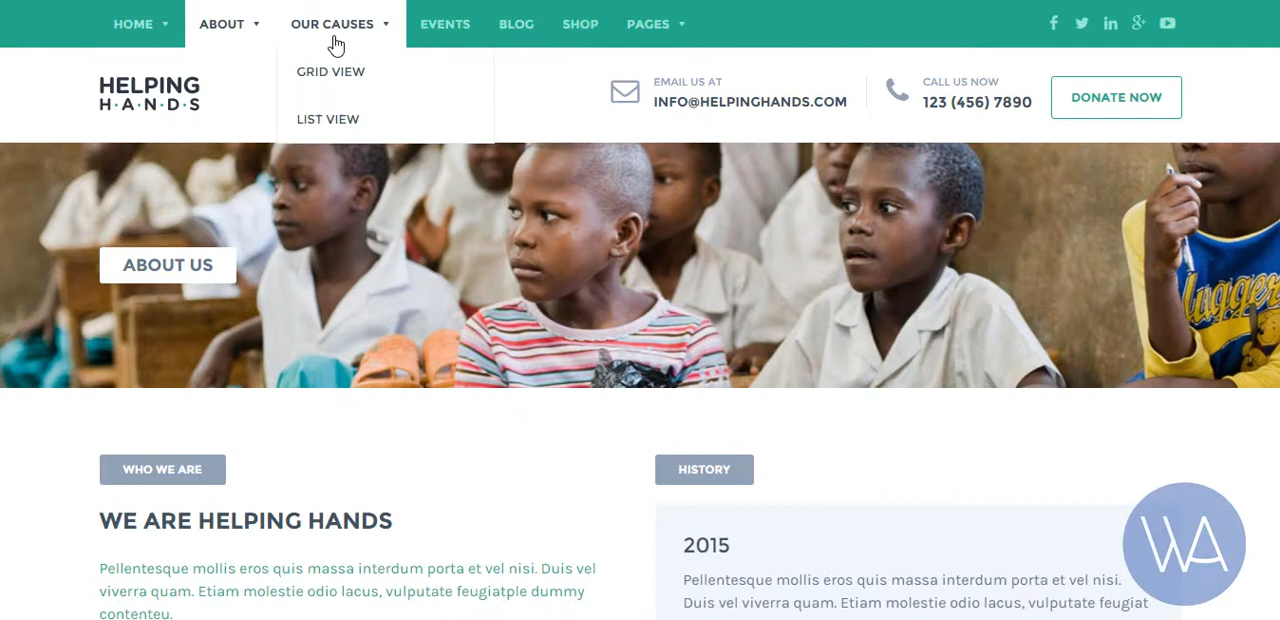 HOME ABOUT OUR CAUSES EVENTS BLOG SHOP PAGES
GRID VIEW
LIST VIEW
HELPING
H·A·N·D·S
EMAIL US AT
INFO@HELPINGHANDS.COM
CALL US NOW
123 (456) 7890
DONATE NOW
ABOUT US
WHO WE ARE
WE ARE HELPING HANDS
Pellentesque mollis eros quis massa interdum porta et vel nisi. Duis vel
viverra quam. Etiam molestie odio lacus, vulputate feugiatple dummy
contenteu.
HISTORY
2015
Pellentesque mollis eros quis massa interdum porta et vel nisi.
Duis vel viverra quam. Etiam molestie odio lacus, vulputate feugiat
WA